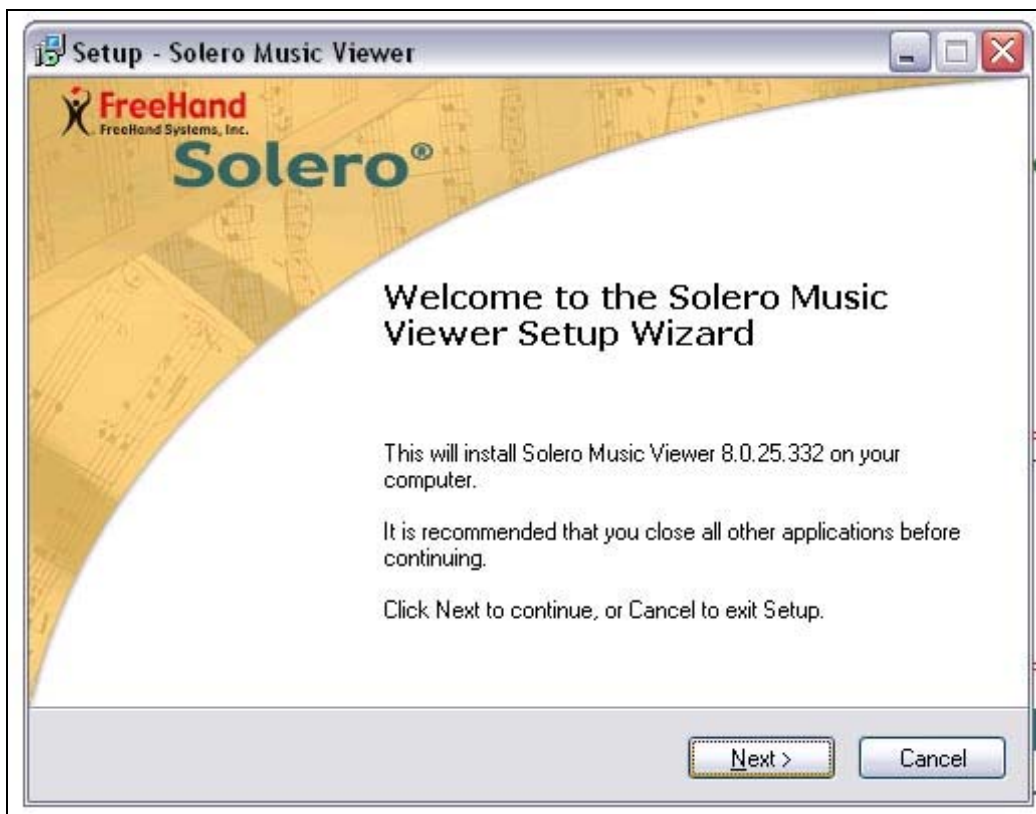 Setup - Solero Music Viewer
FreeHand
FreeHand Systems, Inc.
Solero®
Welcome to the Solero Music
Viewer Setup Wizard
This will install Solero Music Viewer 8.0.25.332 on your
computer.
It is recommended that you close all other applications before
continuing.
Click Next to continue, or Cancel to exit Setup.
Next >
Cancel